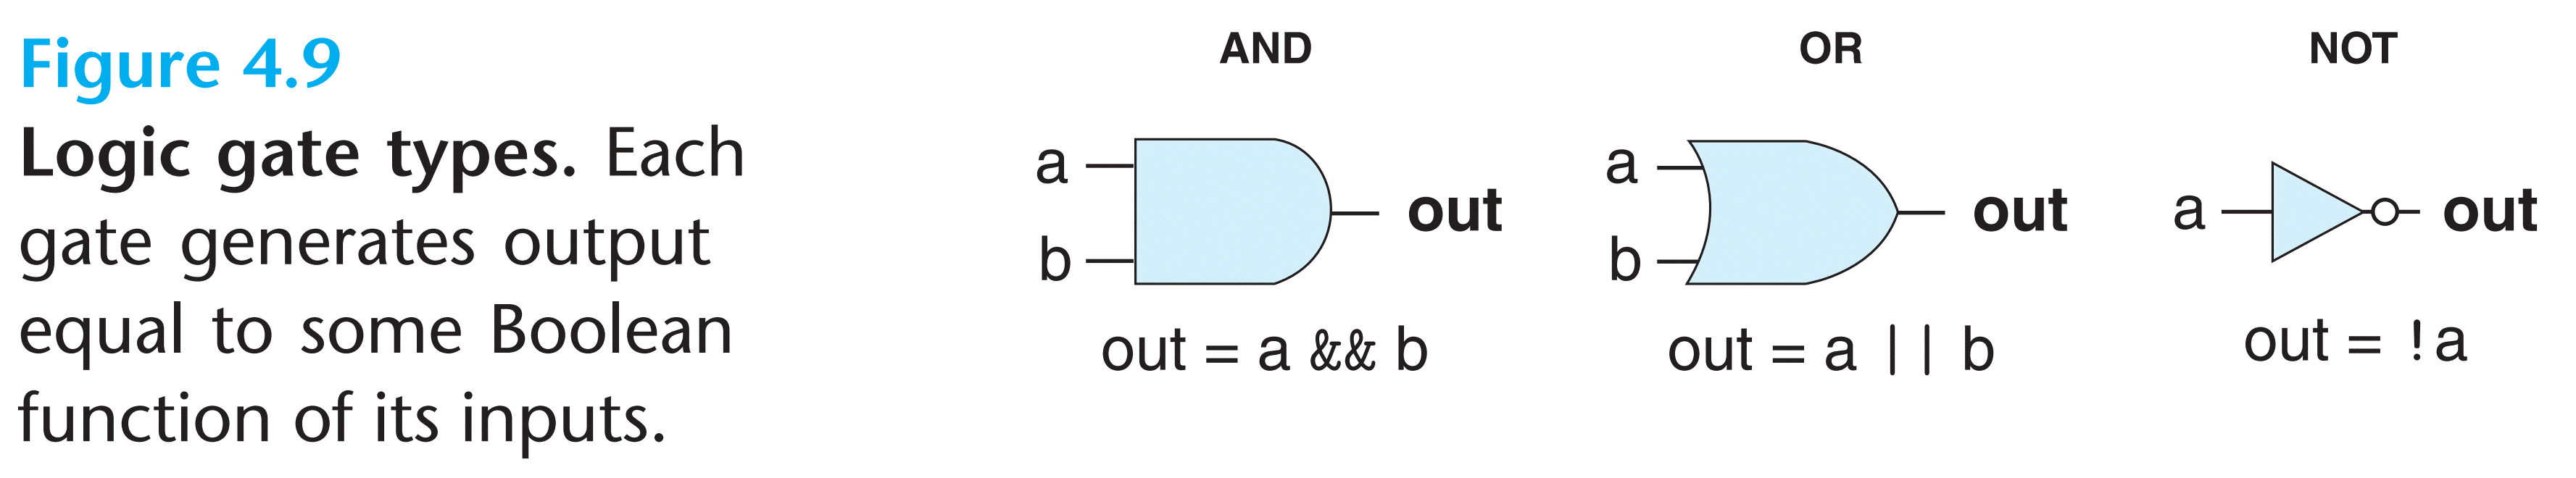 Figure 4.9
Logic gate types. Each
gate generates output
equal to some Boolean
function of its inputs.
AND
a
b
out
out = a && b
OR
a
b
out
out = a || b
NOT
a
out
out = !a